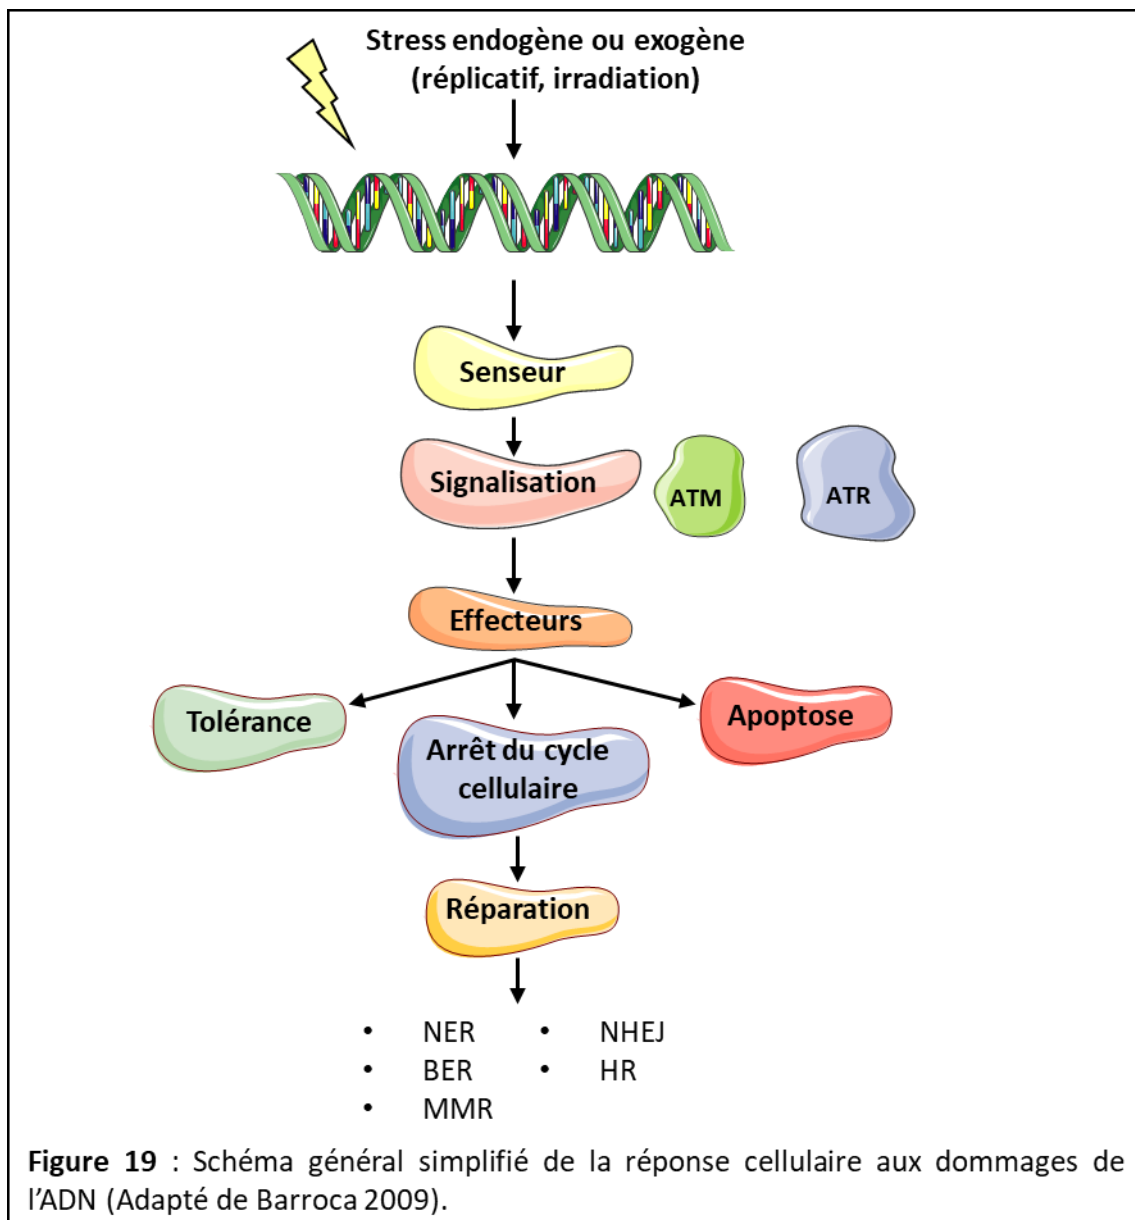 Stress endogène ou exogène
(réplicatif, irradiation)
Senseur
Signalisation
ATM
ATR
Effecteurs
Tolérance
Arrêt du cycle
cellulaire
Apoptose
Réparation
• NER • NHEJ
• BER • HR
• MMR
Figure 19 : Schéma général simplifié de la réponse cellulaire aux dommages de
l’ADN (Adapté de Barroca 2009).